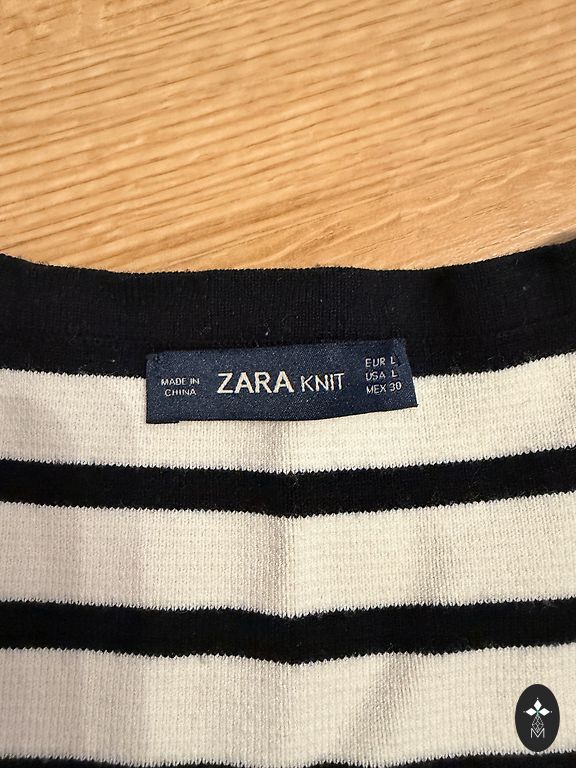 MADE IN
CHINA
ZARA KNIT
EUR L
USA L
MEX 30
M